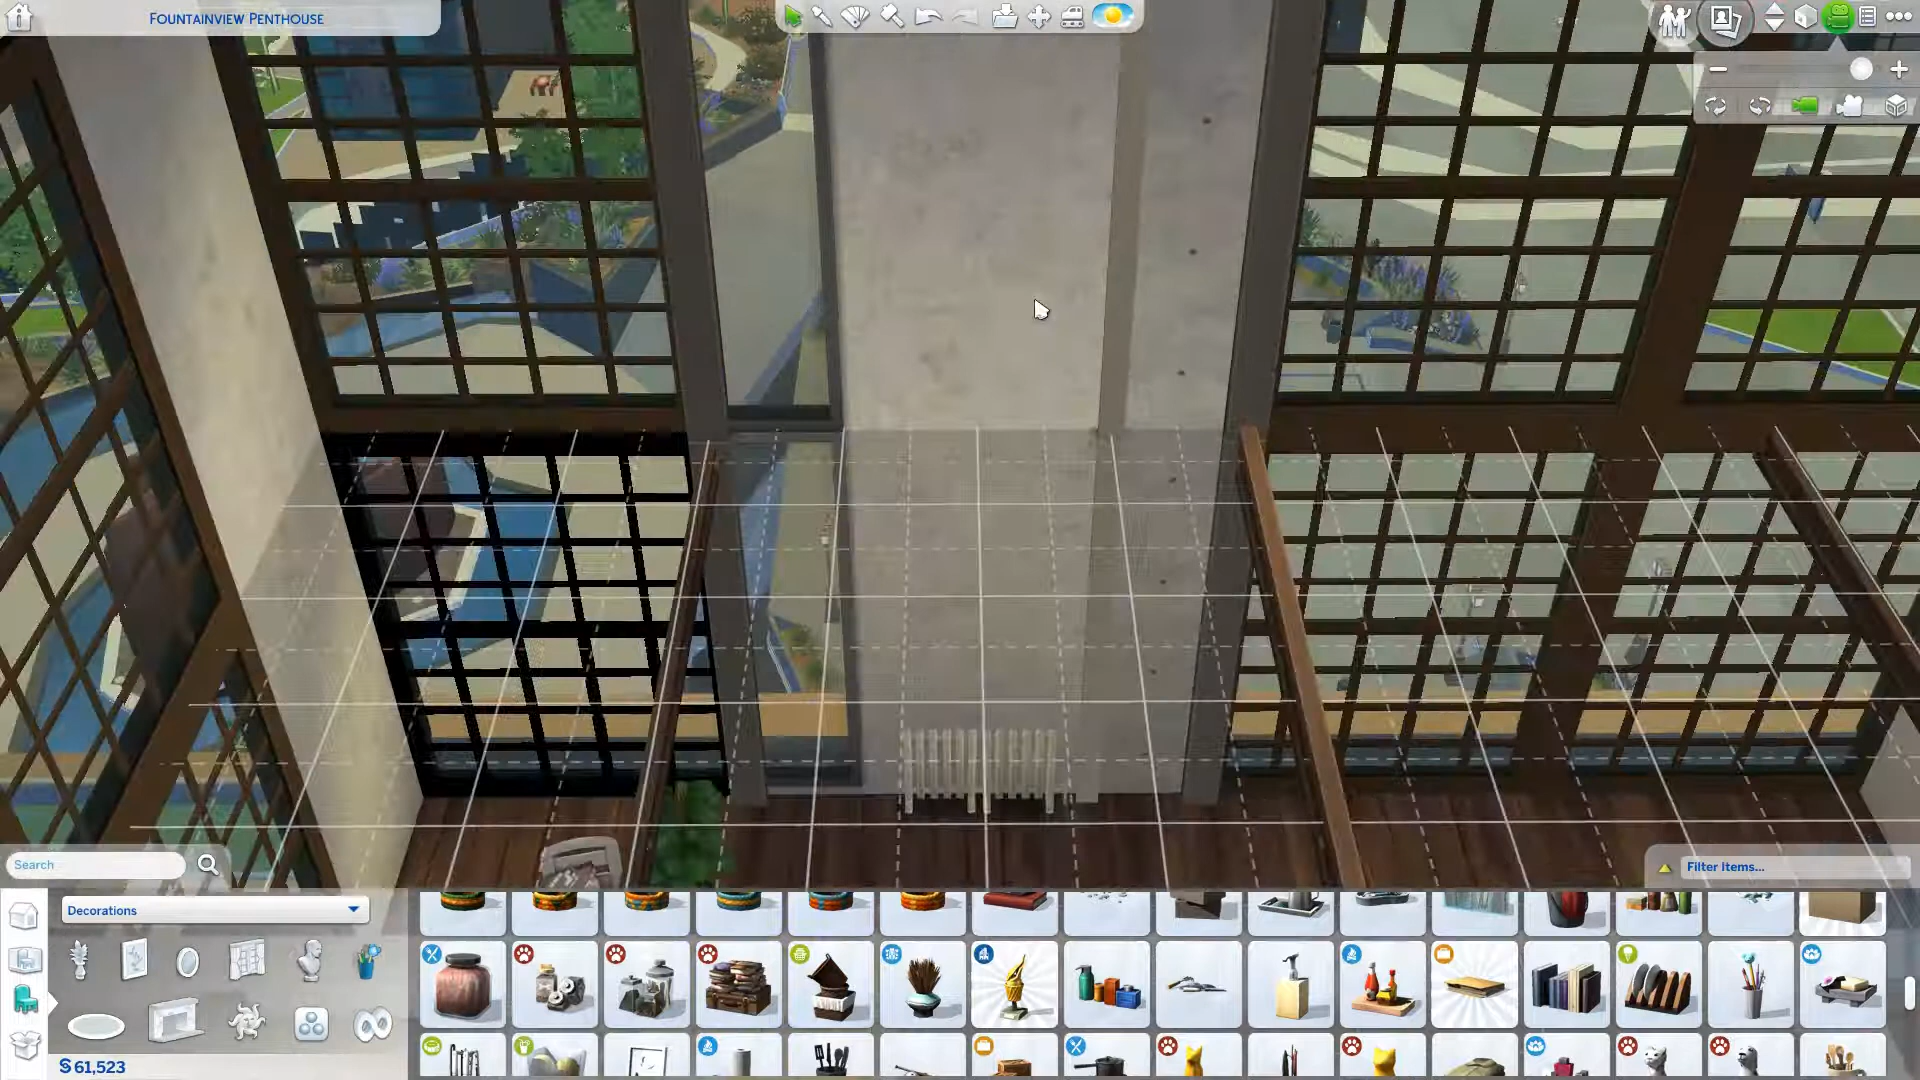 FOUNTAINVIEW PENTHOUSE
Search
Filter Items...
Decorations
§61,523